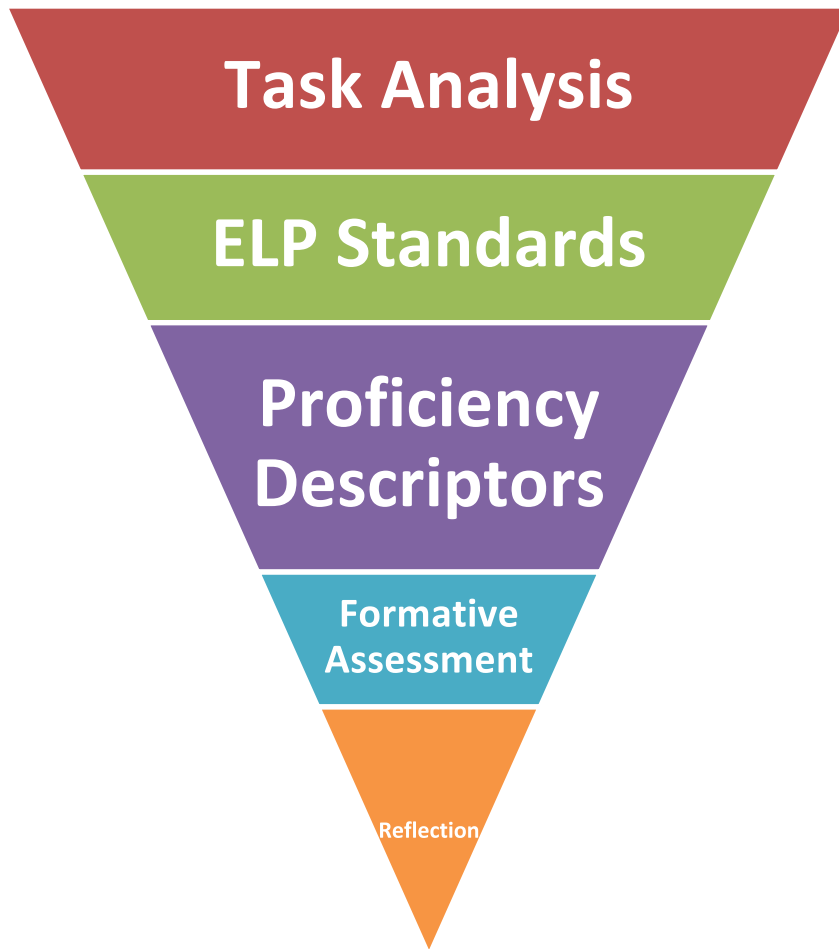 Task Analysis
ELP Standards
Proficiency
Descriptors
Formative
Assessment
Reflection